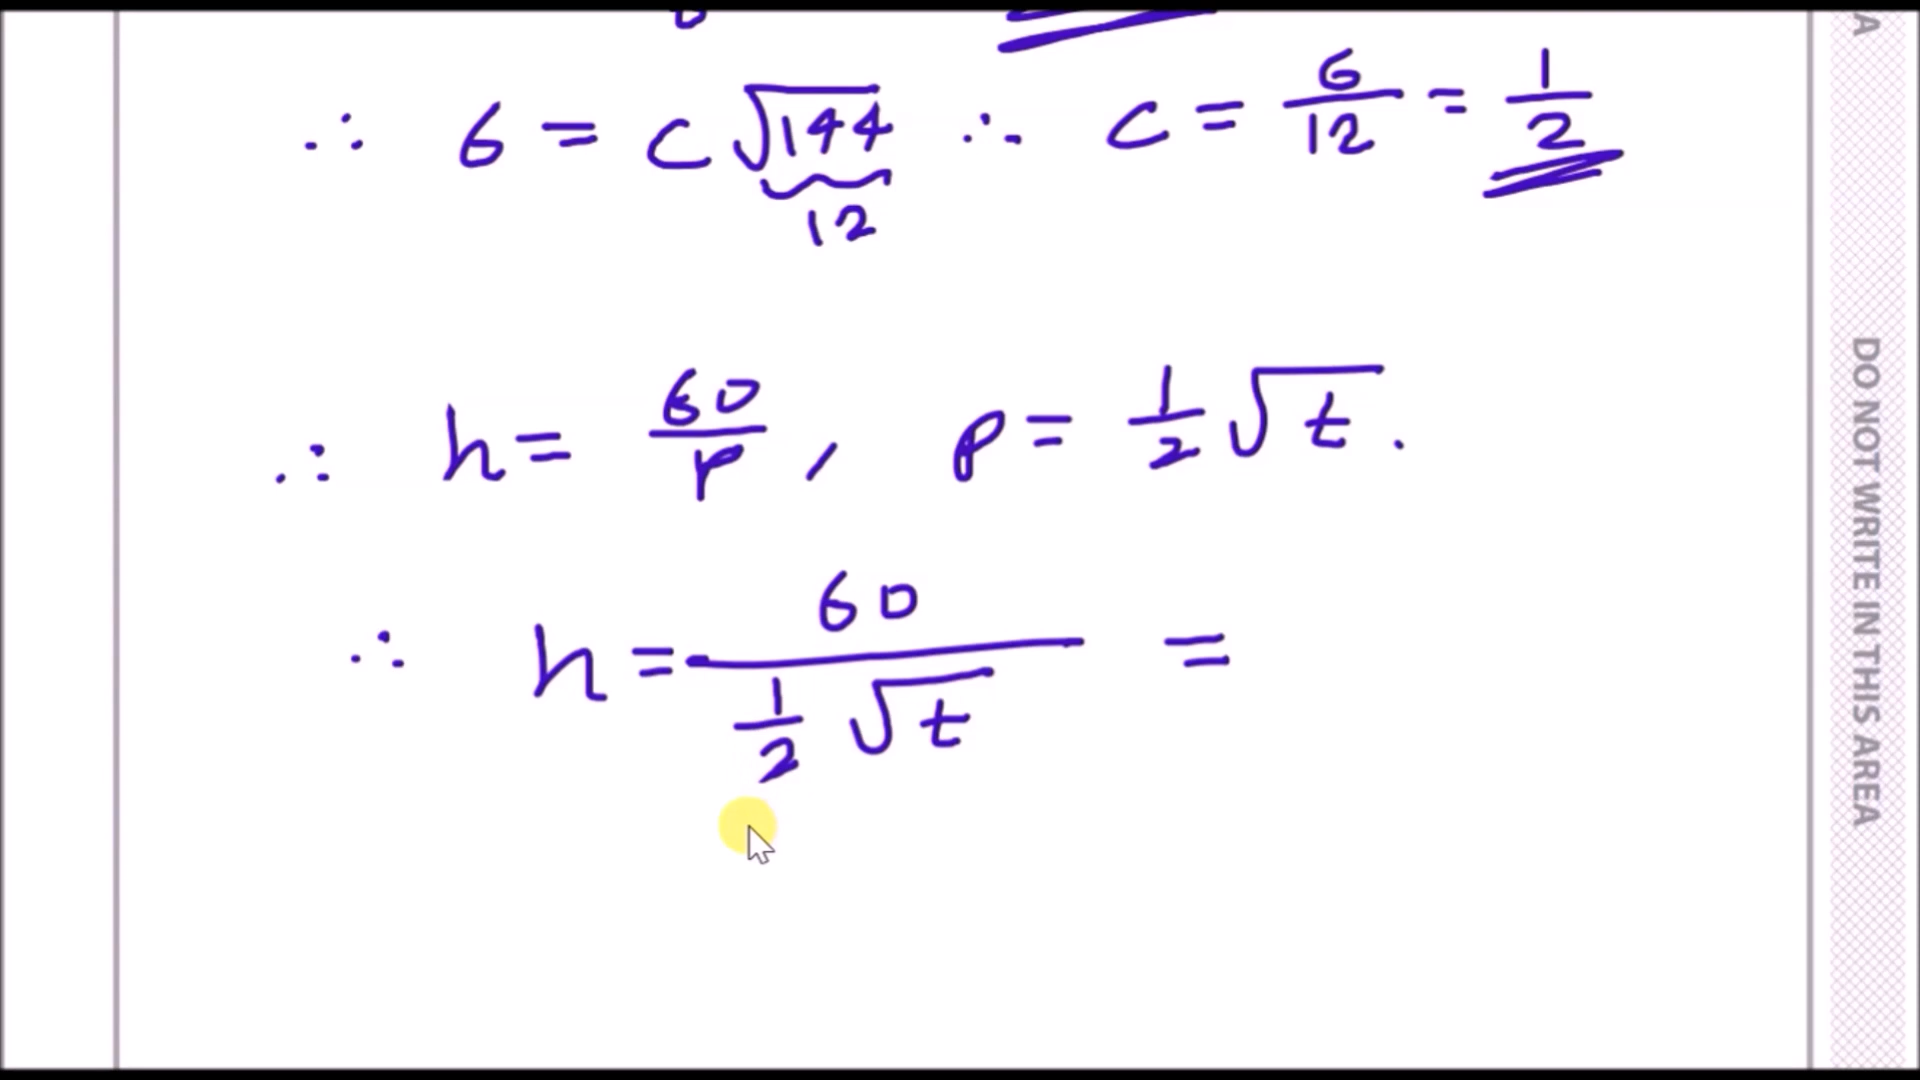 ∴ 6 = c√144 ∴ c = 6/12 = 1/2
12
∴ h = 60/p, p = 1/2 √t.
∴ h = 60/(1/2 √t) =
A
DO NOT WRITE IN THIS AREA